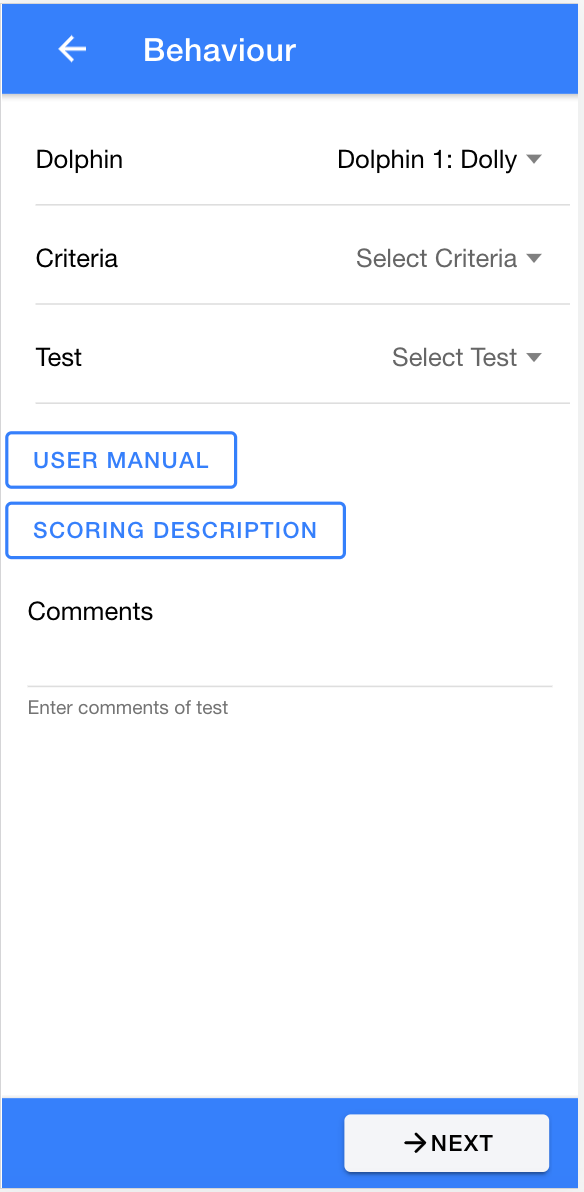 Behaviour
Dolphin Dolphin 1: Dolly
Criteria Select Criteria
Test Select Test
USER MANUAL
SCORING DESCRIPTION
Comments
Enter comments of test
NEXT